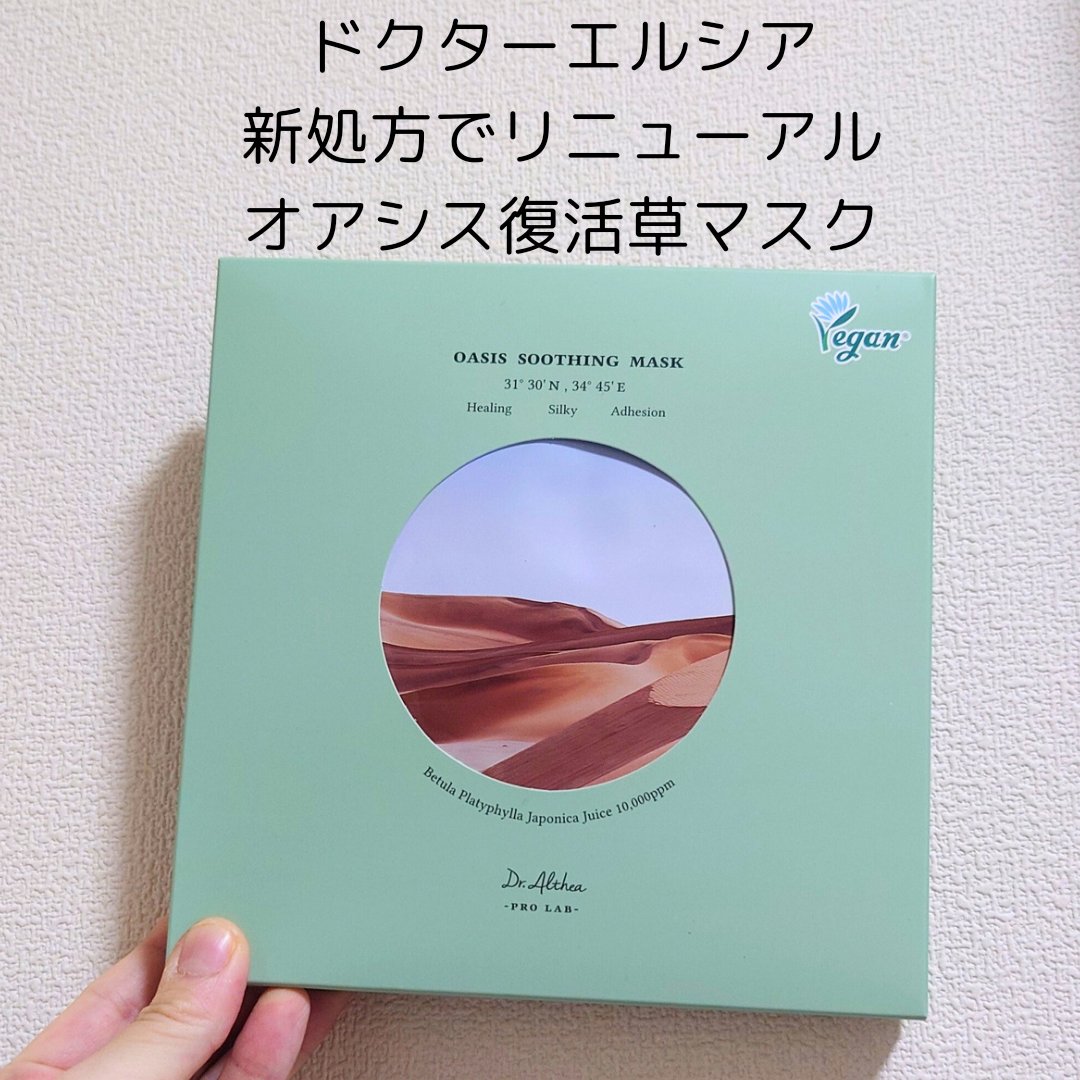 ドクターエルシア
新処方でリニューアル
オアシス復活草マスク
Vegan
OASIS SOOTHING MASK
31° 30' N , 34° 45' E
Healing Silky Adhesion
Betula Platyphylla Japonica Juice 10,000ppm
Dr. Althea
-PRO LAB-